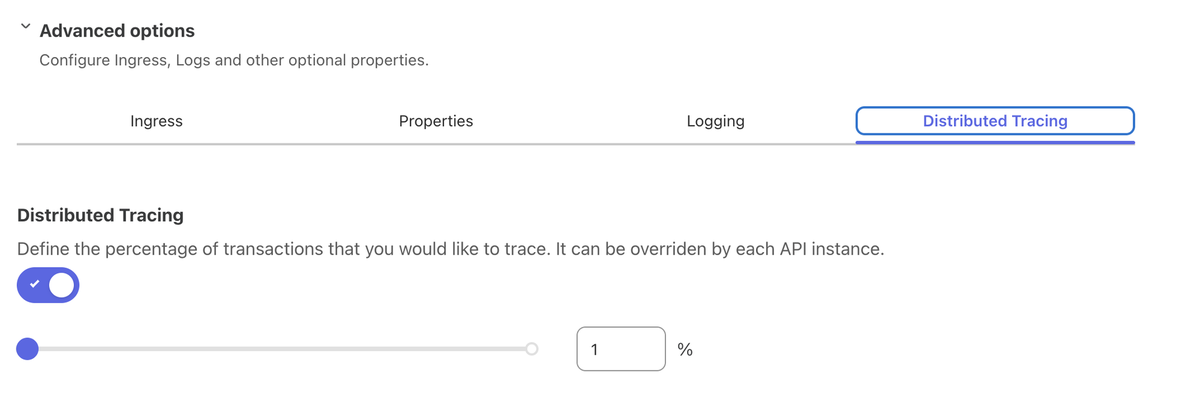 Advanced options
Configure Ingress, Logs and other optional properties.
Ingress Properties Logging Distributed Tracing
Distributed Tracing
Define the percentage of transactions that you would like to trace. It can be overriden by each API instance.
1 %